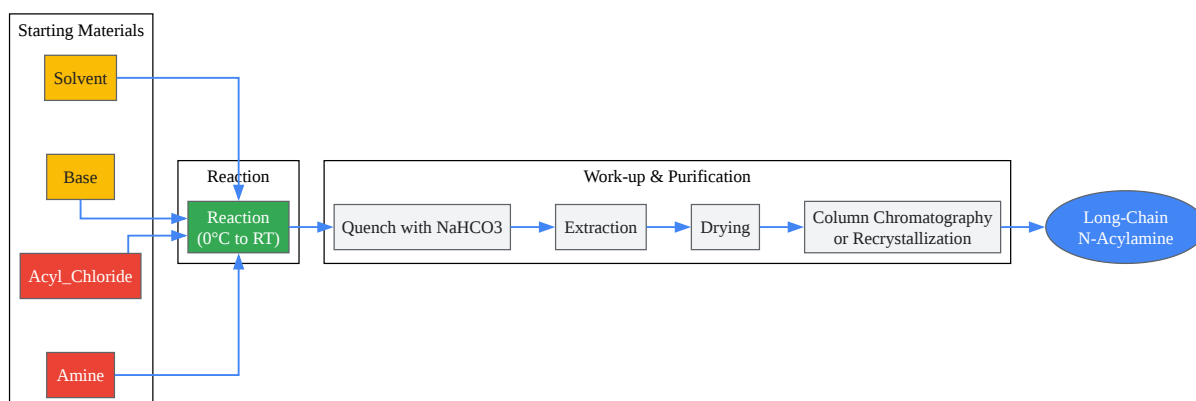 Starting Materials
Solvent
Base
Acyl_Chloride
Amine
Reaction
Reaction
(0°C to RT)
Work-up & Purification
Quench with NaHCO3
Extraction
Drying
Column Chromatography
or Recrystallization
Long-Chain
N-Acylamine